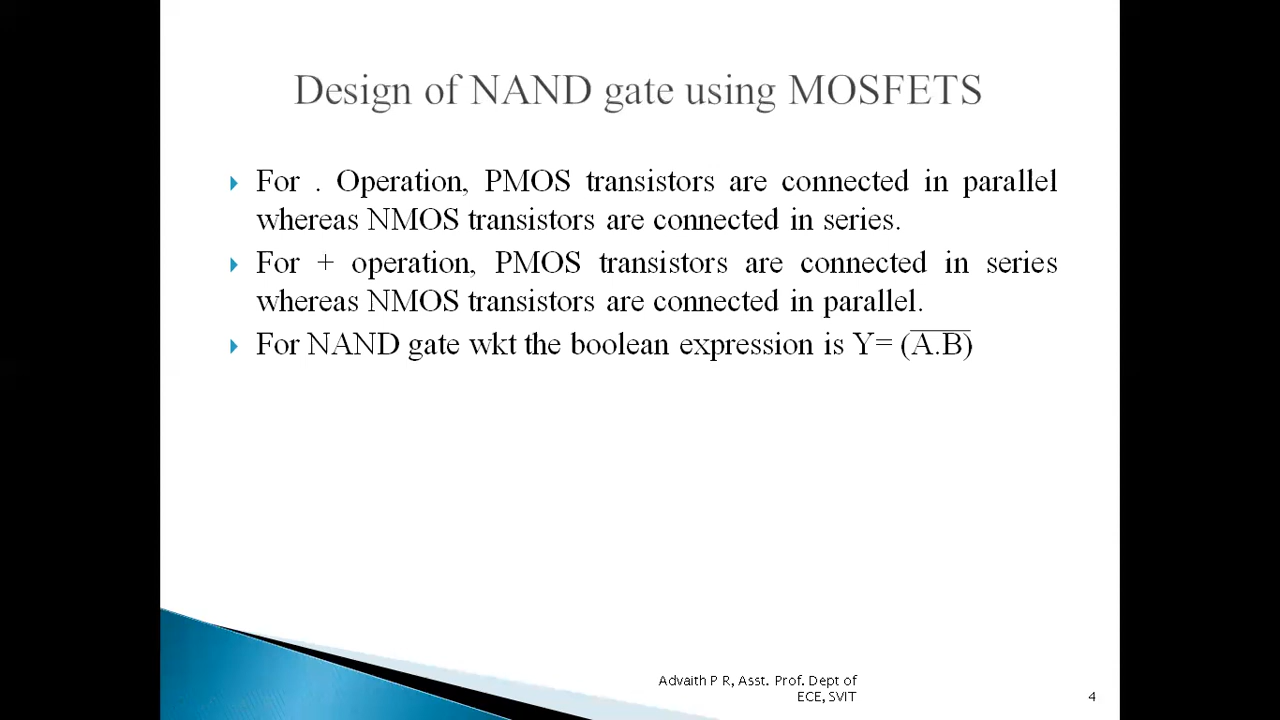 Design of NAND gate using MOSFETS
For . Operation, PMOS transistors are connected in parallel
whereas NMOS transistors are connected in series.
For + operation, PMOS transistors are connected in series
whereas NMOS transistors are connected in parallel.
For NAND gate wkt the boolean expression is Y= (A̅.̅B̅)
Advaith P R, Asst. Prof. Dept of
ECE, SVIT
4